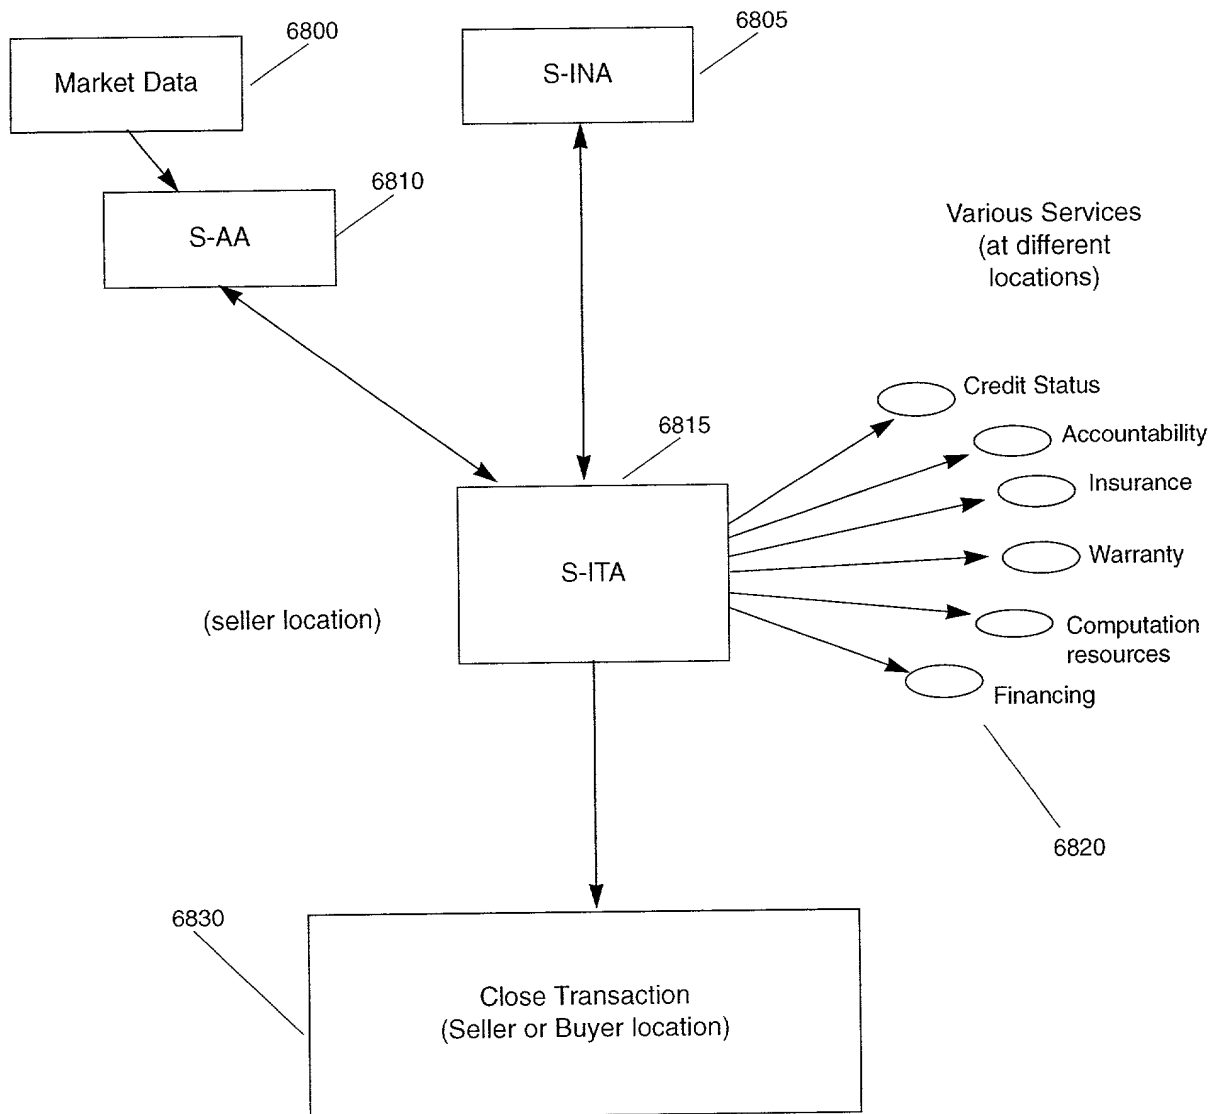 6800
6805
Market Data
S-INA
6810
S-AA
Various Services
(at different
locations)
Credit Status
6815
Accountability
Insurance
S-ITA
Warranty
(seller location)
Computation
resources
Financing
6820
6830
Close Transaction
(Seller or Buyer location)